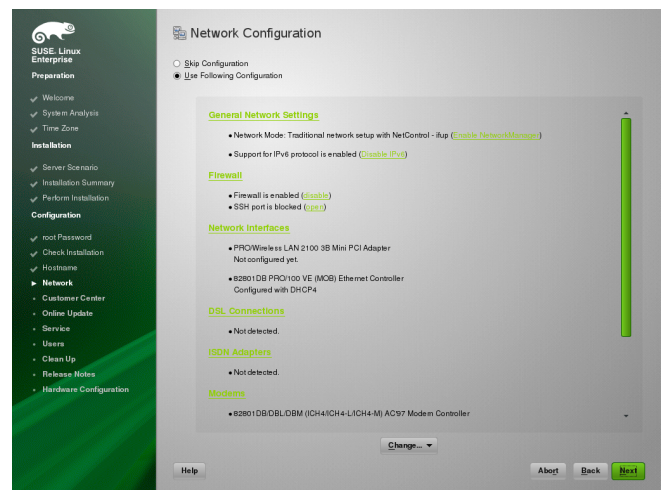 SUSE. Linux
Enterprise
Preparation
Welcome
System Analysis
Time Zone
Installation
Server Scenario
Installation Summary
Perform Installation
Configuration
root Password
Check Installation
Hostname
Network
Customer Center
Online Update
Service
Users
Clean Up
Release Notes
Hardware Configuration
Network Configuration
Skip Configuration
Use Following Configuration
General Network Settings
Network Mode: Traditional network setup with NetControl - ifup (Enable NetworkManager)
Support for IPv6 protocol is enabled (Disable IPv6)
Firewall
Firewall is enabled (disable)
SSH port is blocked (open)
Network Interfaces
PRO/Wireless LAN 2100 3B Mini PCI Adapter
Not configured yet.
82801DB PRO/100 VE (MOB) Ethernet Controller
Configured with DHCP4
DSL Connections
Not detected.
ISDN Adapters
Not detected.
Modems
82801DB/DBL/DBM (ICH4/ICH4-L/ICH4-M) AC'97 Modem Controller
Change...
Help
Abort
Back
Next